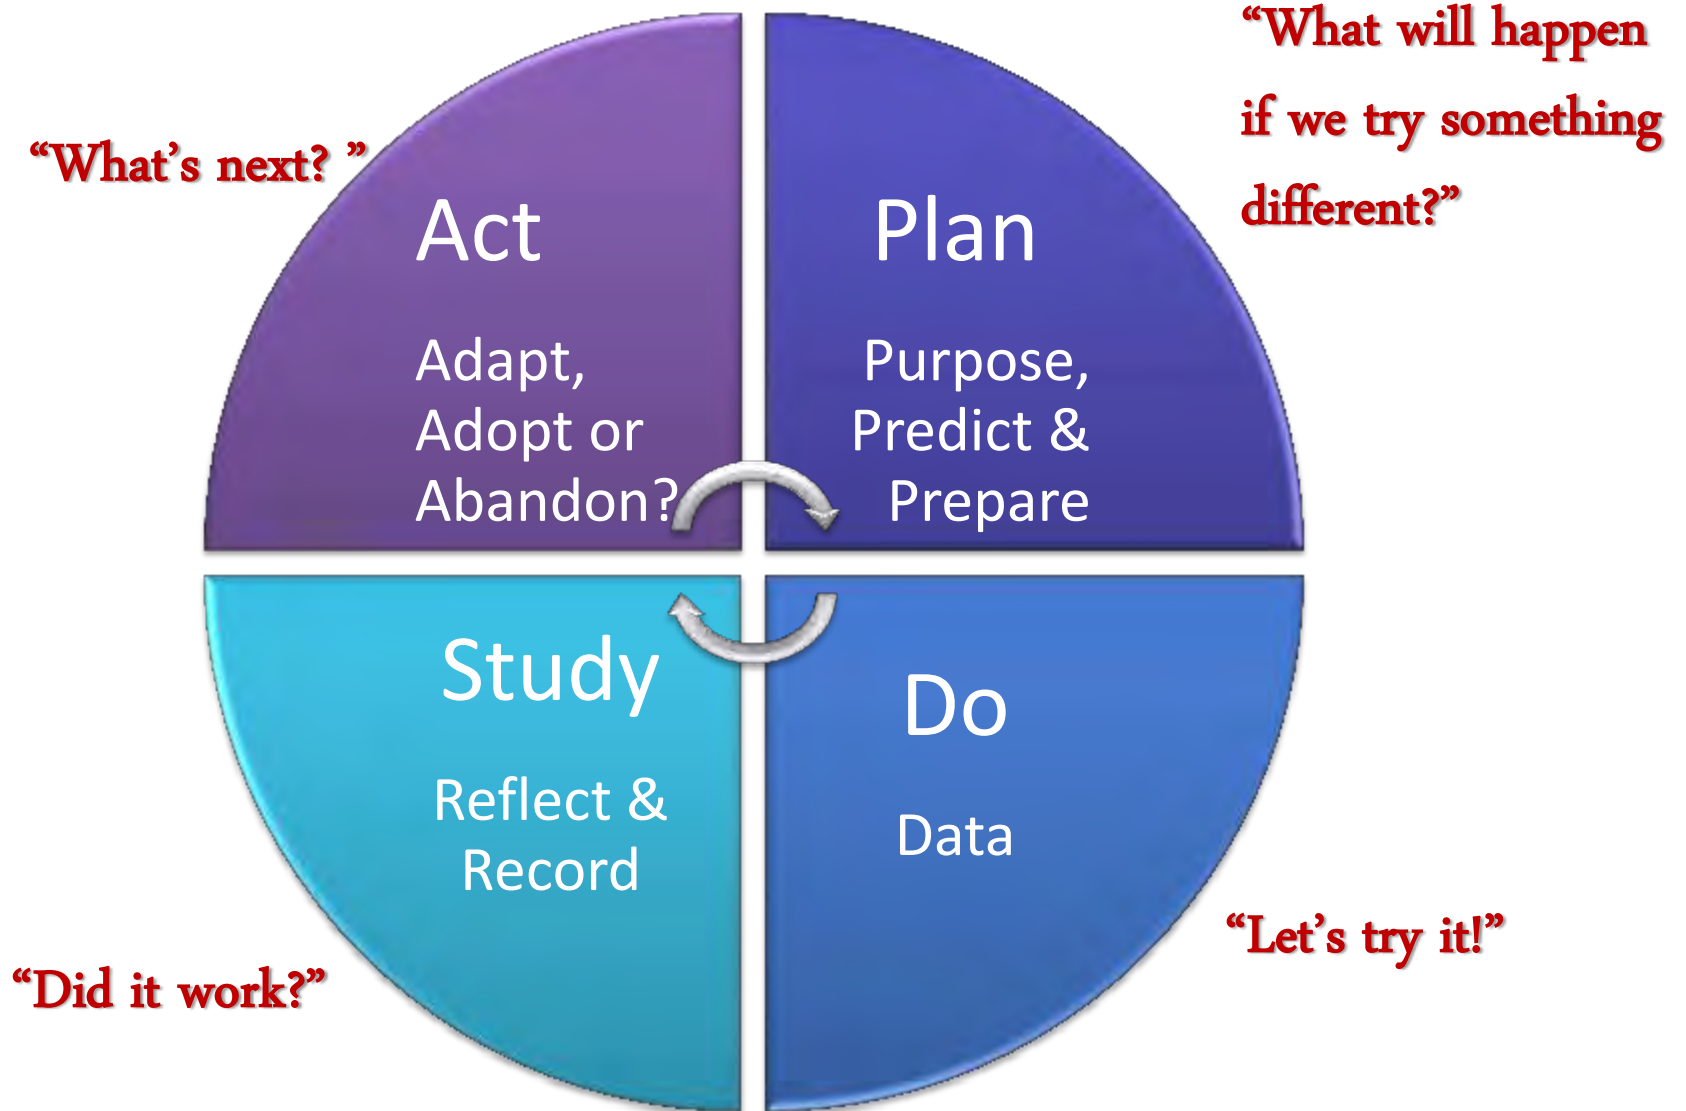 “What’s next? ”
Act
Adapt,
Adopt or
Abandon?
“What will happen
if we try something
different?”
Plan
Purpose,
Predict &
Prepare
Study
Reflect &
Record
“Did it work?”
Do
Data
“Let’s try it!”